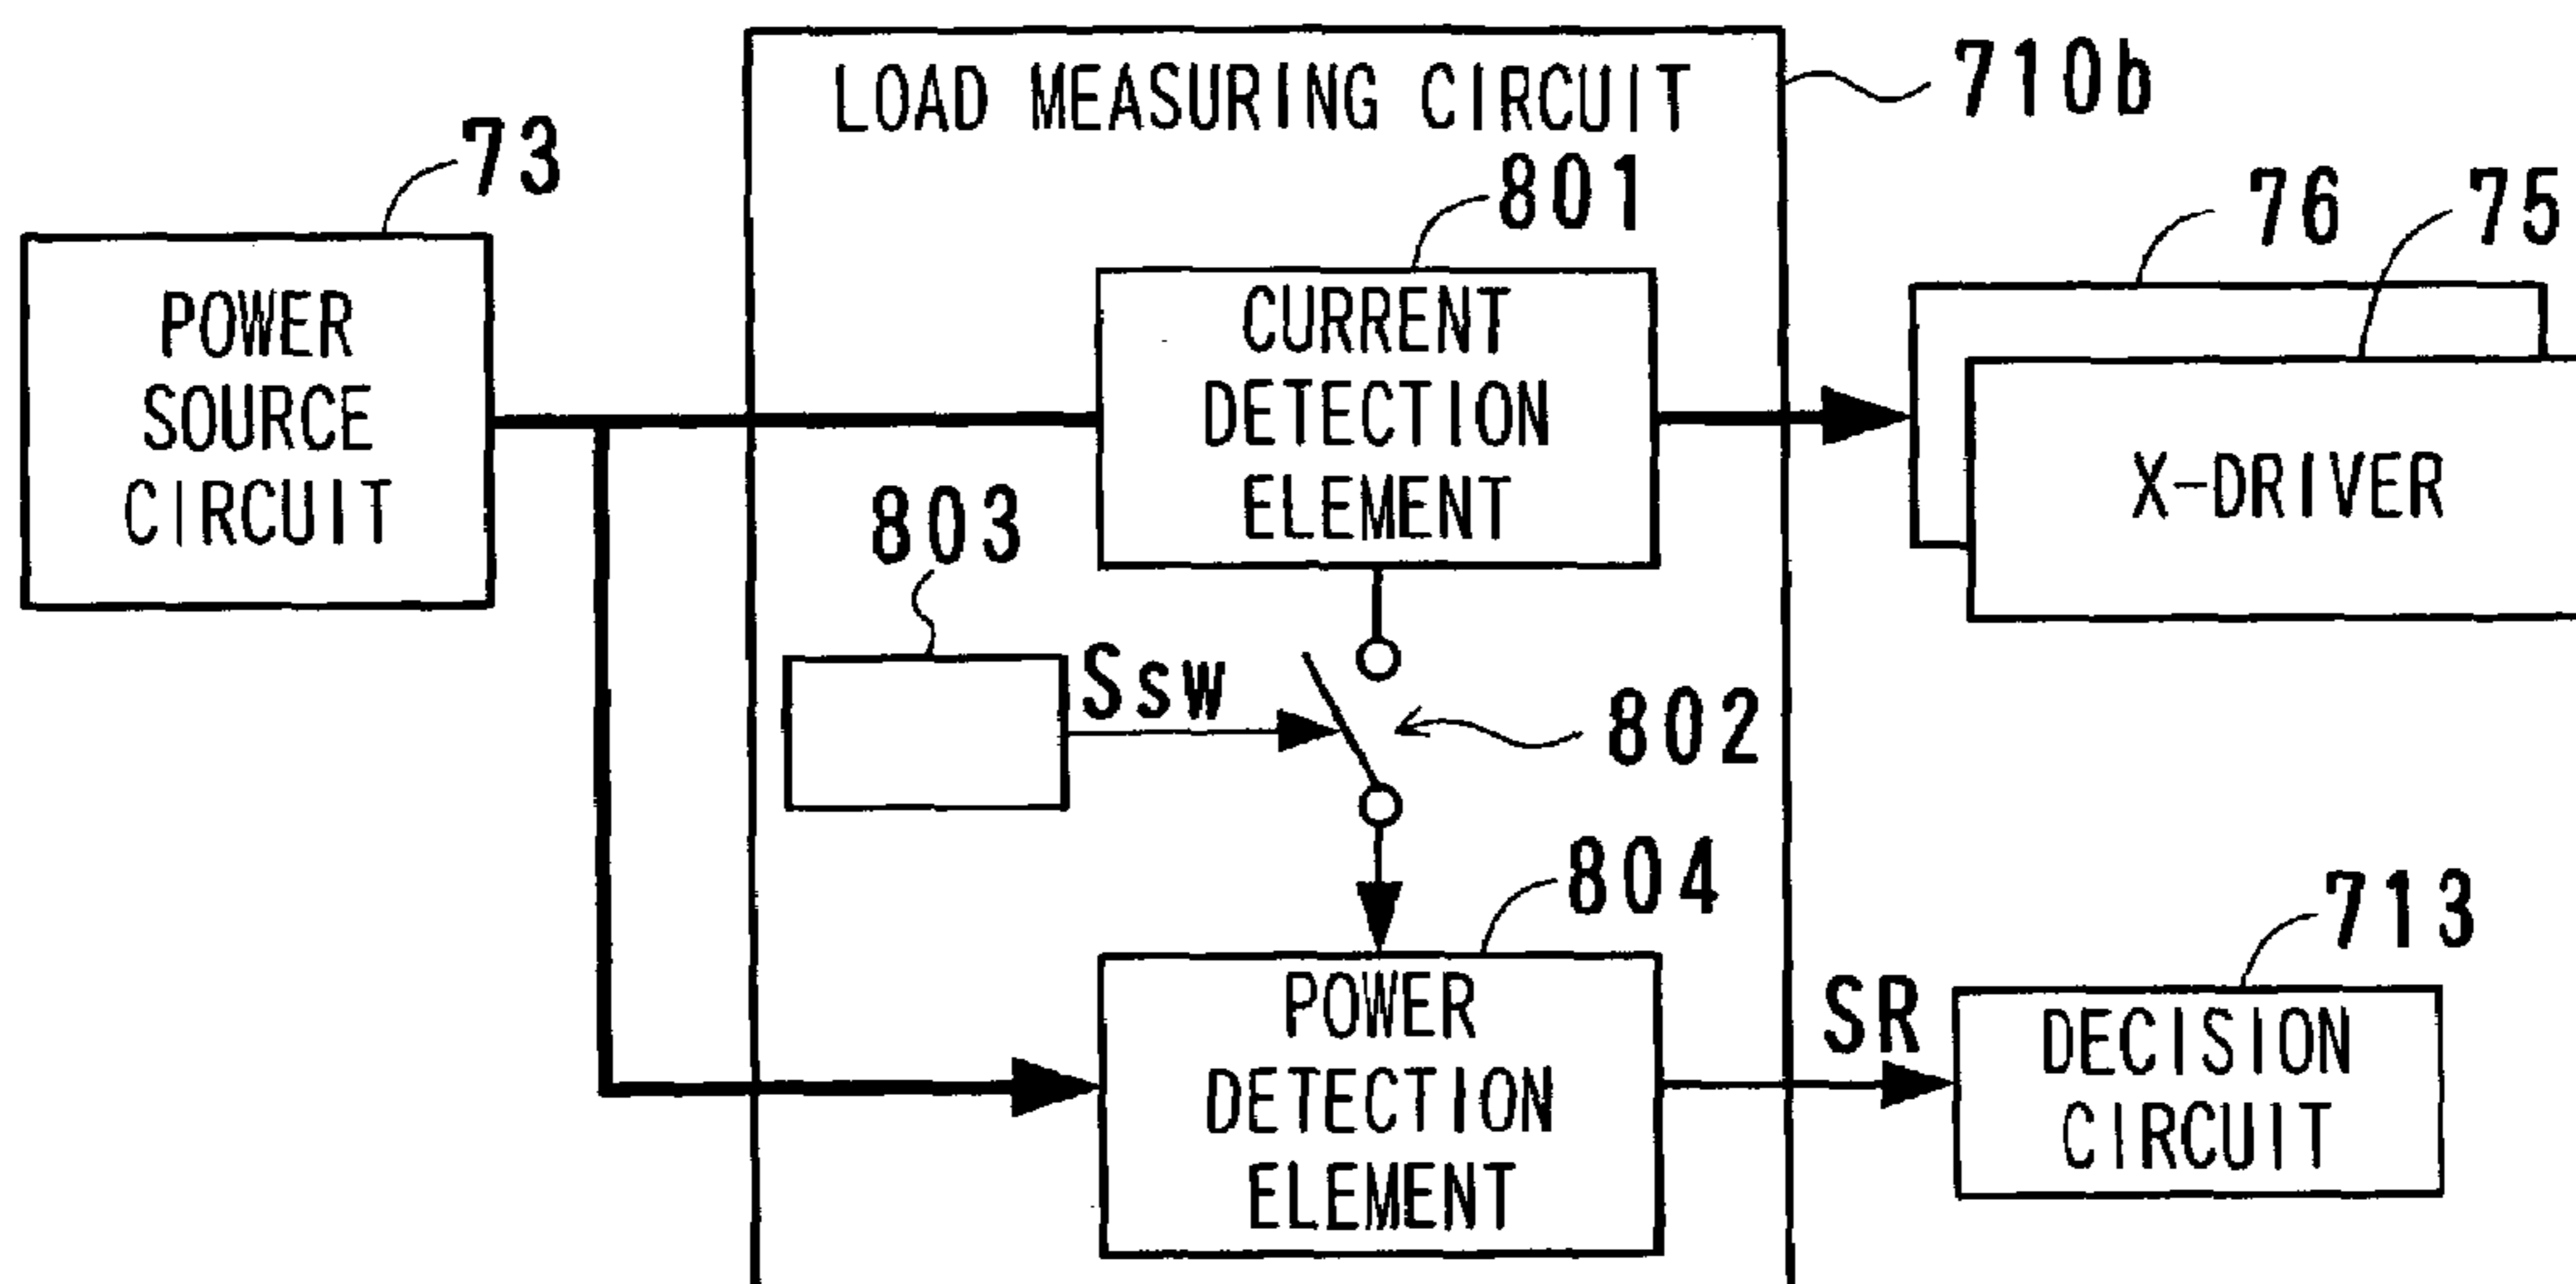 LOAD MEASURING CIRCUIT
710b
73
801
76
75
POWER
SOURCE
CIRCUIT
CURRENT
DETECTION
ELEMENT
X-DRIVER
803
SSW
802
804
713
POWER
DETECTION
ELEMENT
SR
DECISION
CIRCUIT